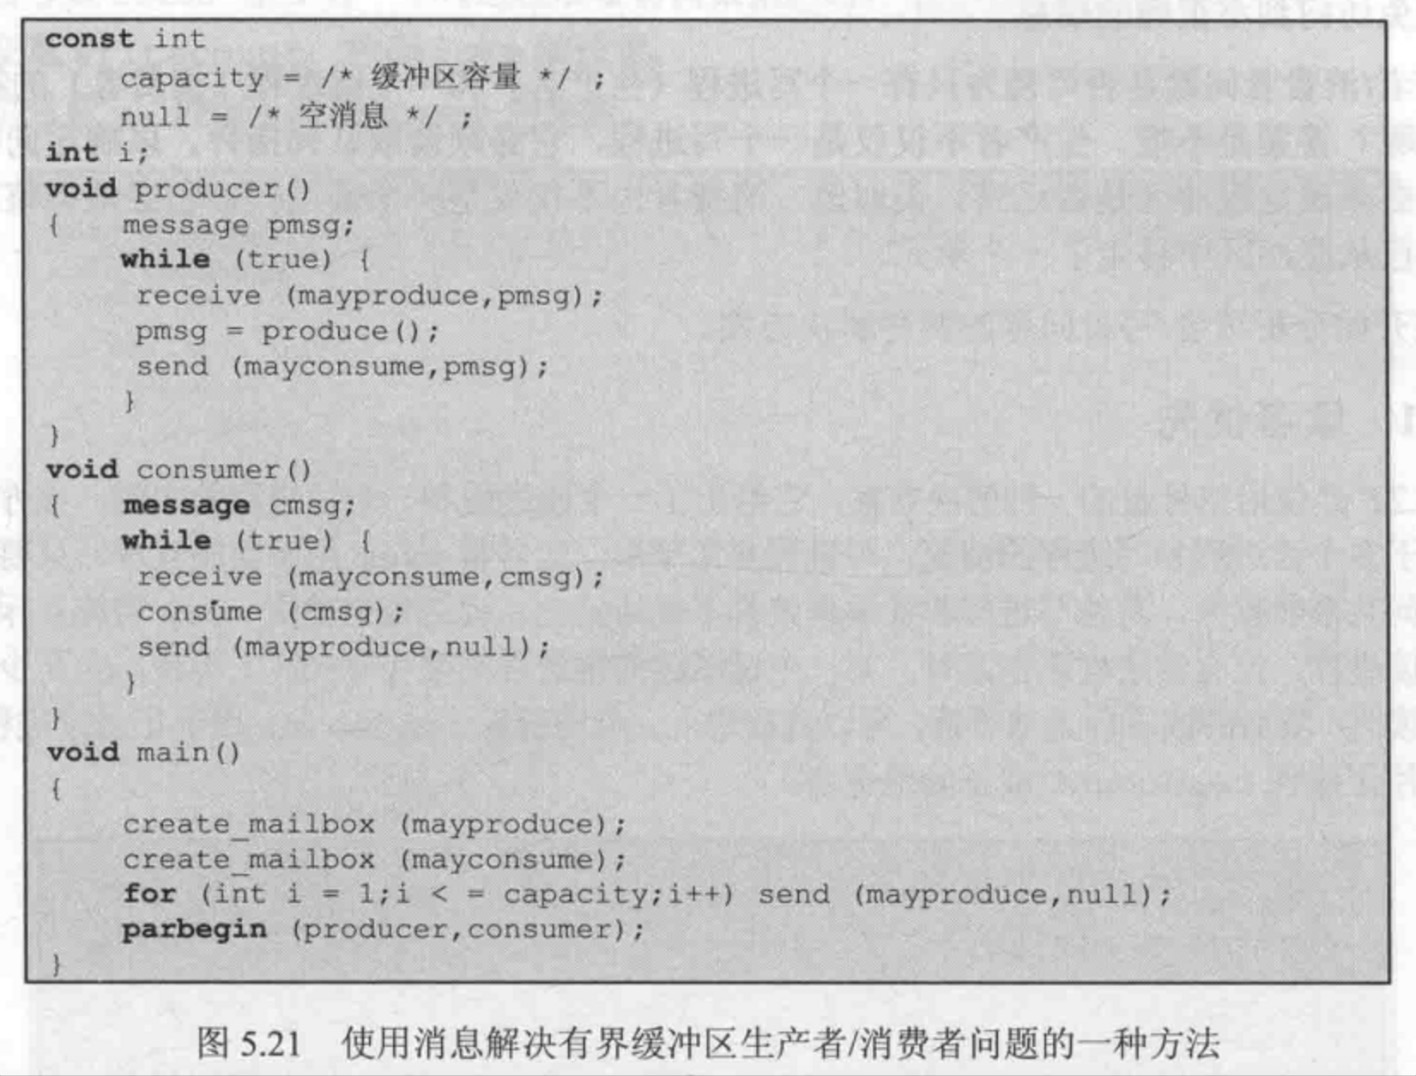 const int
capacity = /* 缓冲区容量 */ ;
null = /* 空消息 */ ;
int i;
void producer()
{ message pmsg;
while (true) {
receive (mayproduce,pmsg);
pmsg = produce();
send (mayconsume,pmsg);
}
}
void consumer()
{ message cmsg;
while (true) {
receive (mayconsume,cmsg);
consume (cmsg);
send (mayproduce,null);
}
}
void main()
{
create_mailbox (mayproduce);
create_mailbox (mayconsume);
for (int i = 1;i < = capacity;i++) send (mayproduce,null);
parbegin (producer,consumer);
}
图 5.21 使用消息解决有界缓冲区生产者/消费者问题的一种方法